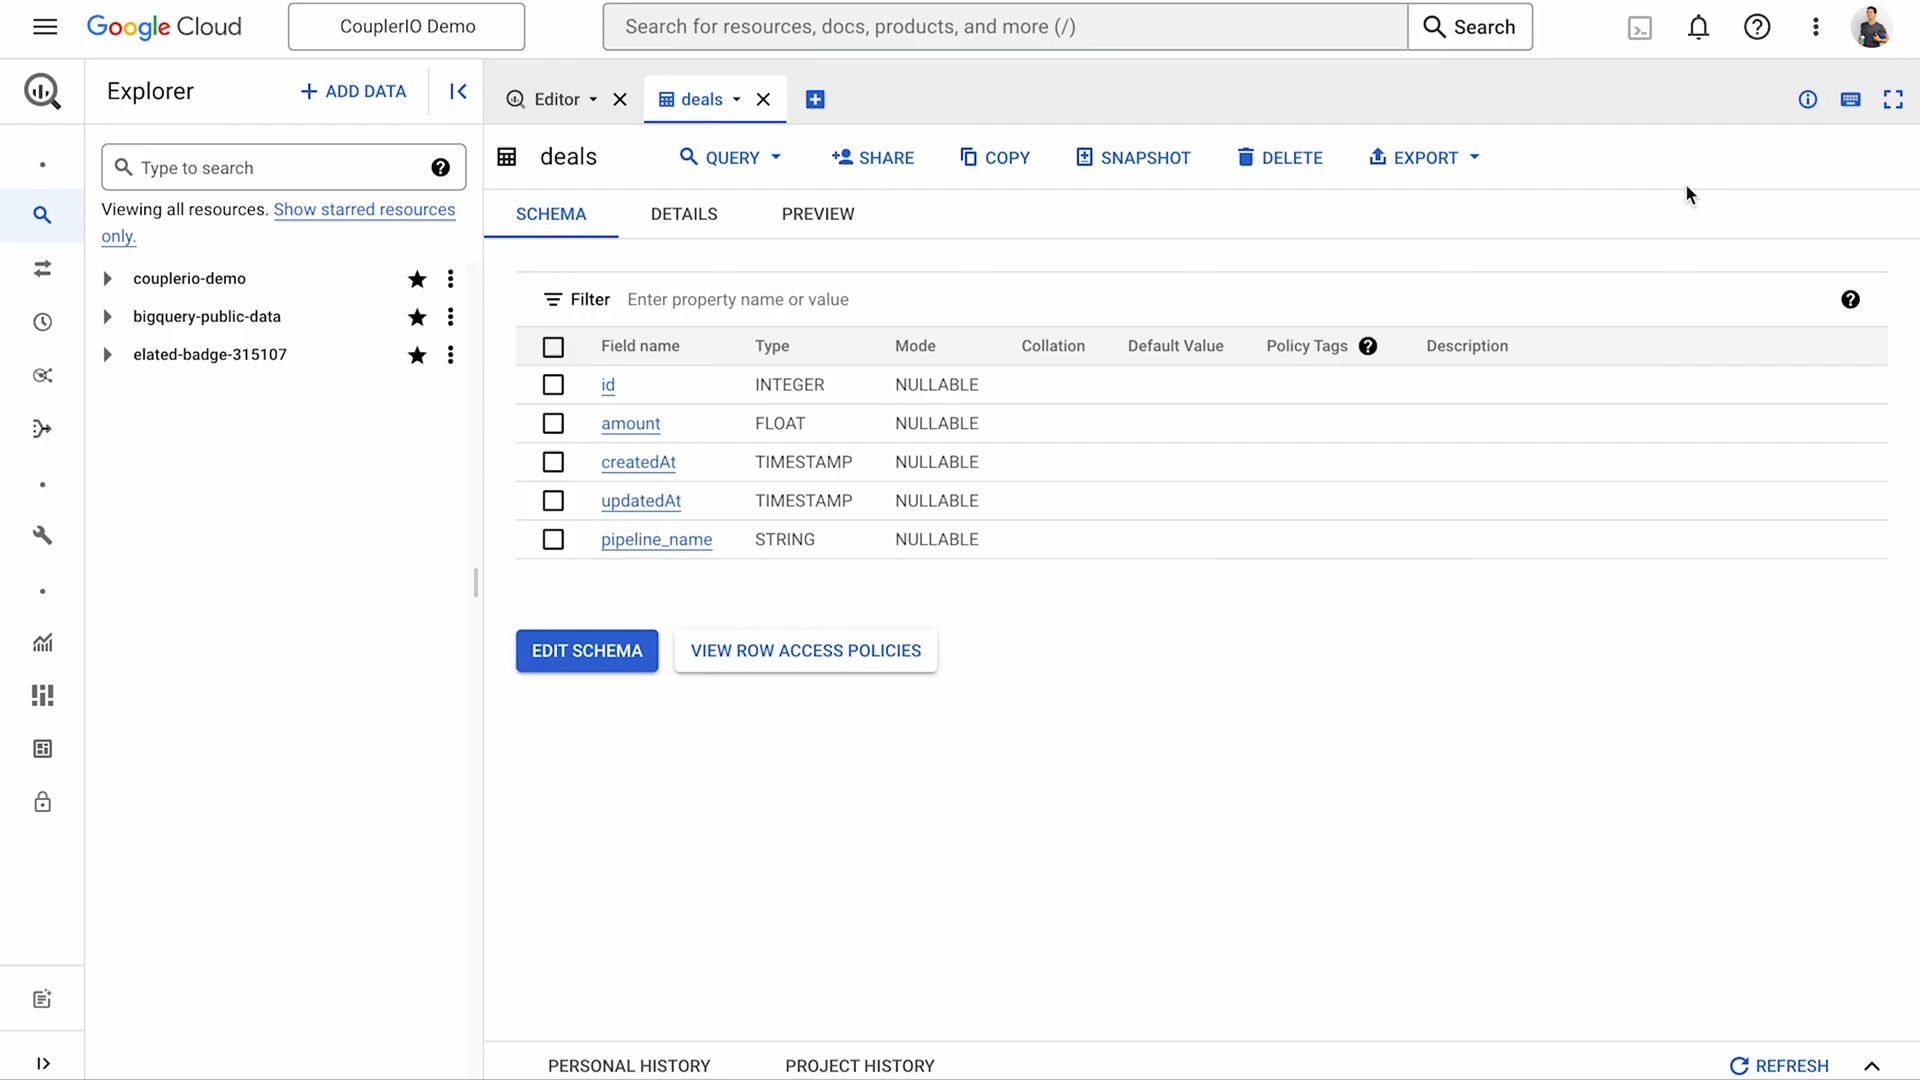 Google Cloud
CouplerIO Demo
Search for resources, docs, products, and more (/)
Search
Explorer
+ ADD DATA
Editor
deals
Type to search
Viewing all resources. Show starred resources
only.
couplerio-demo
bigquery-public-data
elated-badge-315107
deals
QUERY
SHARE
COPY
SNAPSHOT
DELETE
EXPORT
SCHEMA
DETAILS
PREVIEW
Filter
Enter property name or value
Field name
Type
Mode
Collation
Default Value
Policy Tags
Description
id
INTEGER
NULLABLE
amount
FLOAT
NULLABLE
createdAt
TIMESTAMP
NULLABLE
updatedAt
TIMESTAMP
NULLABLE
pipeline_name
STRING
NULLABLE
EDIT SCHEMA
VIEW ROW ACCESS POLICIES
PERSONAL HISTORY
PROJECT HISTORY
REFRESH